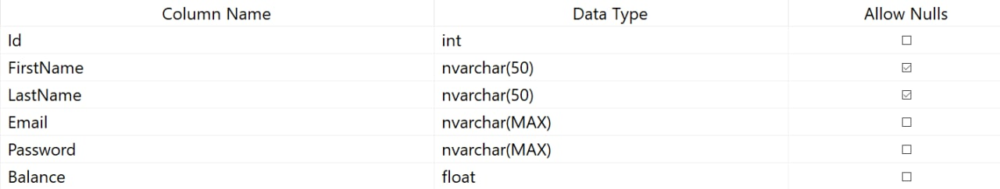 Column Name Data Type Allow Nulls
Id int
FirstName nvarchar(50)
LastName nvarchar(50)
Email nvarchar(MAX)
Password nvarchar(MAX)
Balance float